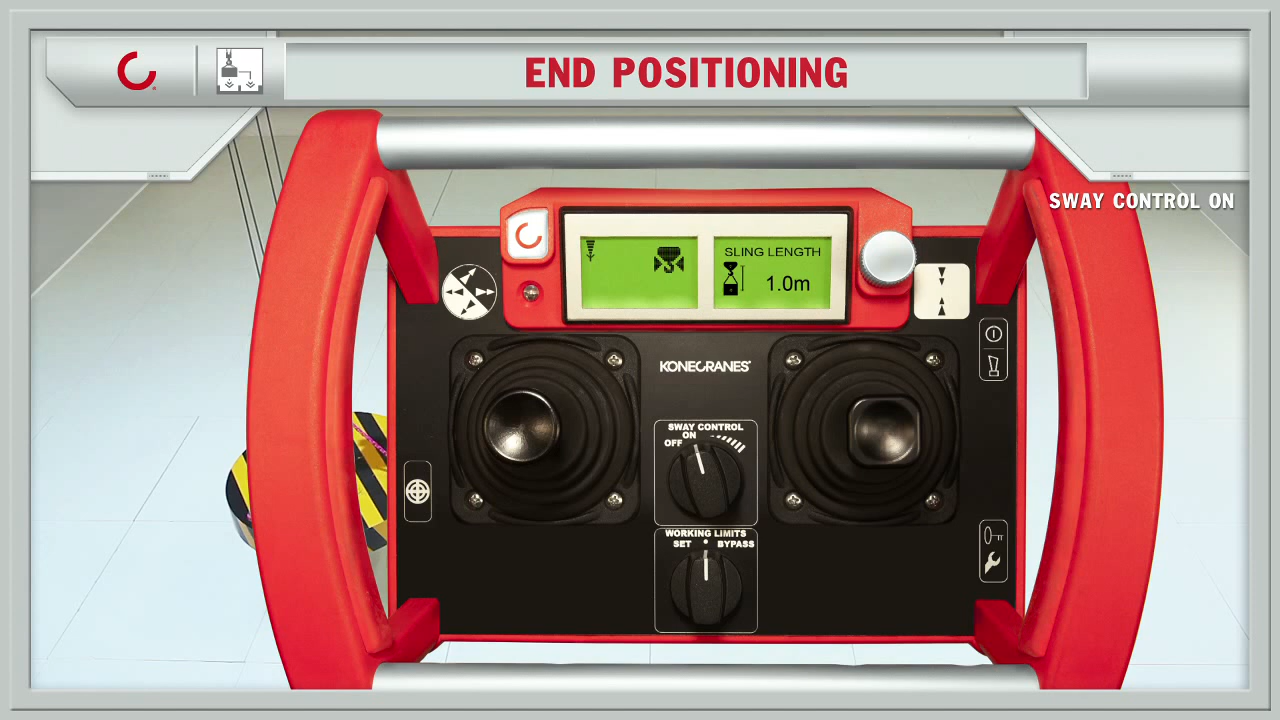 END POSITIONING
SWAY CONTROL ON
SLING LENGTH
1.0m
KONECRANES®
SWAY CONTROL
ON
OFF
WORKING LIMITS
SET • BYPASS